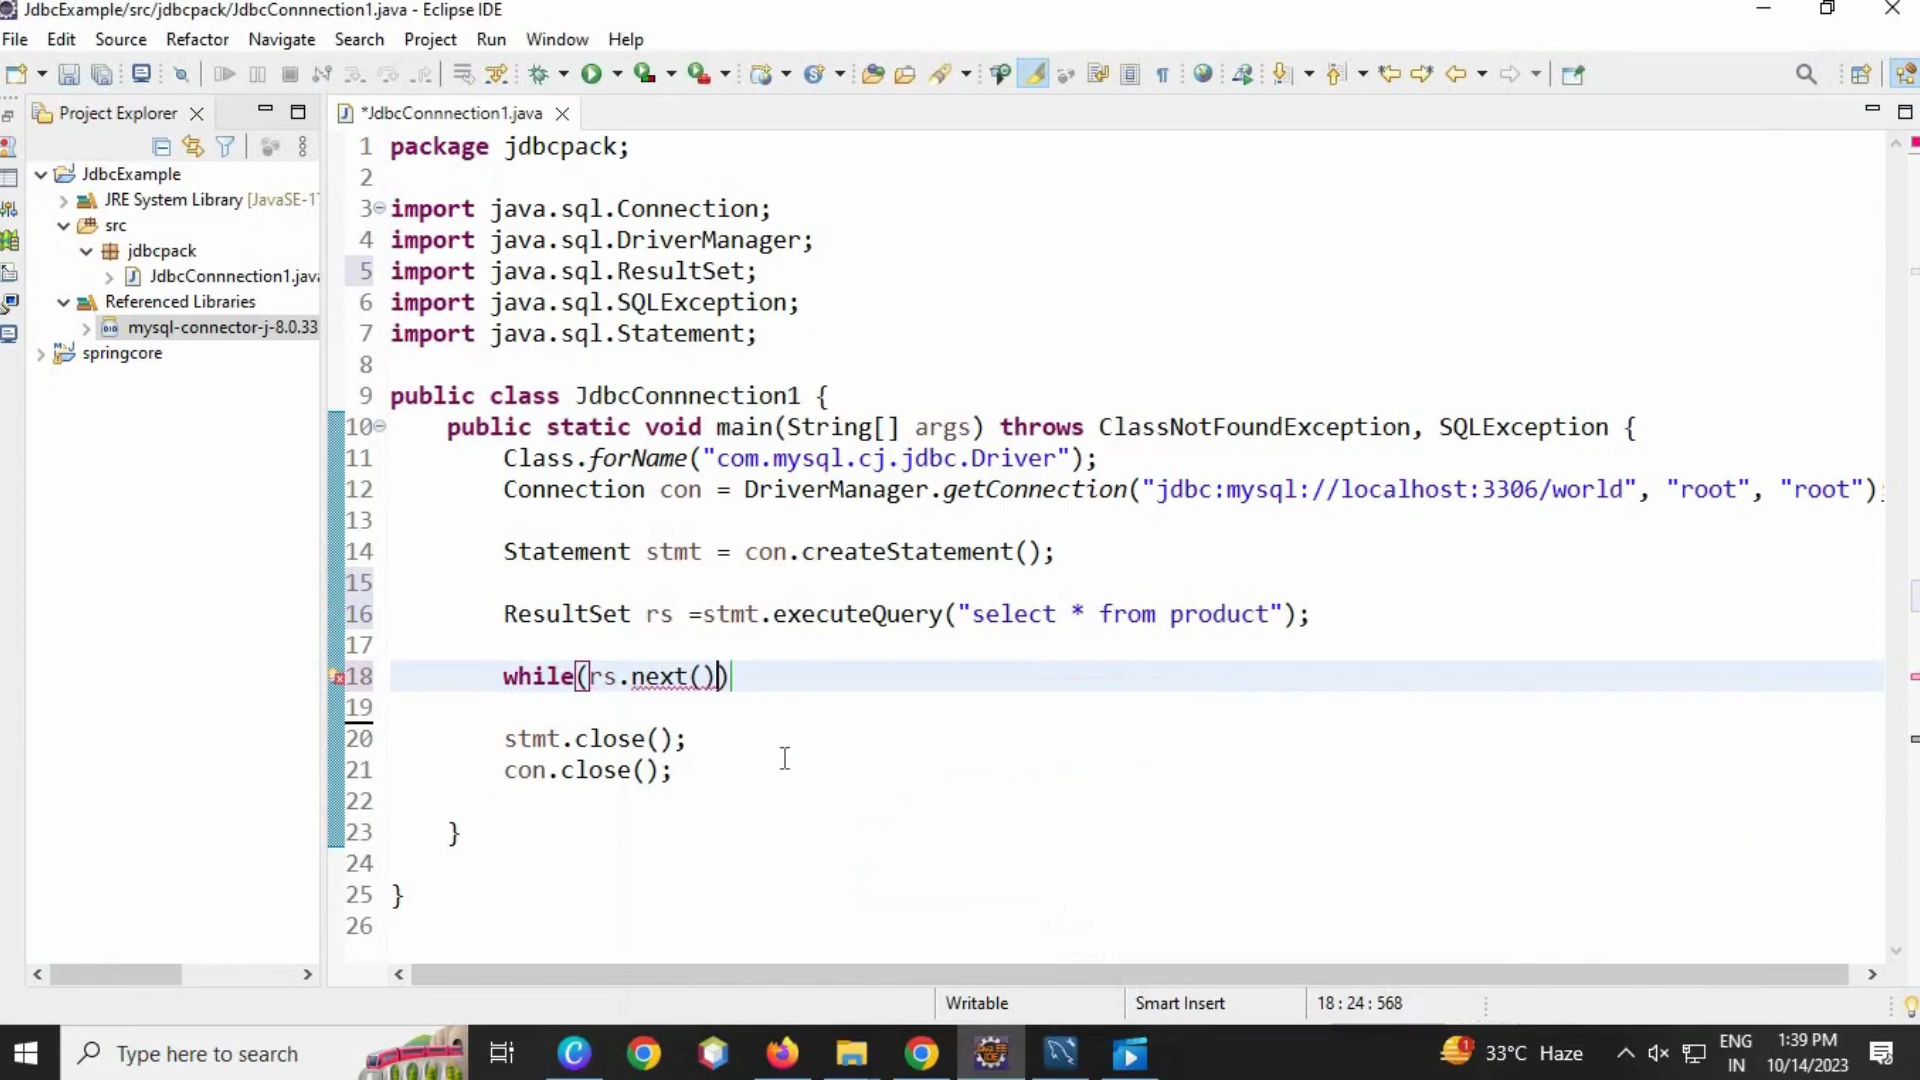 JdbcExample/src/jdbcpack/JdbcConnnection1.java - Eclipse IDE
File Edit Source Refactor Navigate Search Project Run Window Help
Project Explorer
*JdbcConnnection1.java
JdbcExample
JRE System Library [JavaSE-1
src
jdbcpack
JdbcConnnection1.java
Referenced Libraries
mysql-connector-j-8.0.33
springcore
1 package jdbcpack;
2
3 import java.sql.Connection;
4 import java.sql.DriverManager;
5 import java.sql.ResultSet;
6 import java.sql.SQLException;
7 import java.sql.Statement;
8
9 public class JdbcConnnection1 {
10 public static void main(String[] args) throws ClassNotFoundException, SQLException {
11 Class.forName("com.mysql.cj.jdbc.Driver");
12 Connection con = DriverManager.getConnection("jdbc:mysql://localhost:3306/world", "root", "root");
13
14 Statement stmt = con.createStatement();
15
16 ResultSet rs =stmt.executeQuery("select * from product");
17
18 while(rs.next())
19
20 stmt.close();
21 con.close();
22
23 }
24
25 }
26
Writable Smart Insert 18 : 24 : 568
Type here to search
33°C Haze
ENG
IN
1:39 PM
10/14/2023